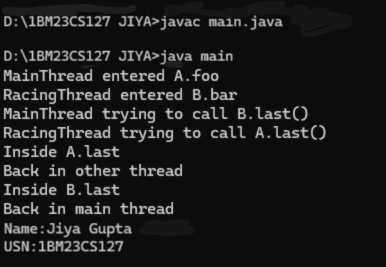 D:\1BM23CS127 JIYA>javac main.java
D:\1BM23CS127 JIYA>java main
MainThread entered A.foo
RacingThread entered B.bar
MainThread trying to call B.last()
RacingThread trying to call A.last()
Inside A.last
Back in other thread
Inside B.last
Back in main thread
Name:Jiya Gupta
USN:1BM23CS127